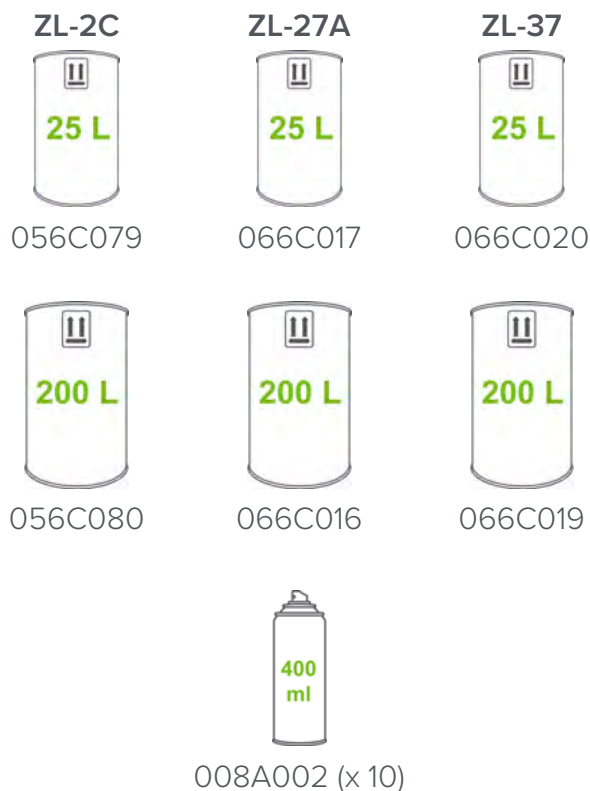 ZL-2C ZL-27A ZL-37
25 L 25 L 25 L
056C079 066C017 066C020
200 L 200 L 200 L
056C080 066C016 066C019
400
ml
008A002 (x 10)